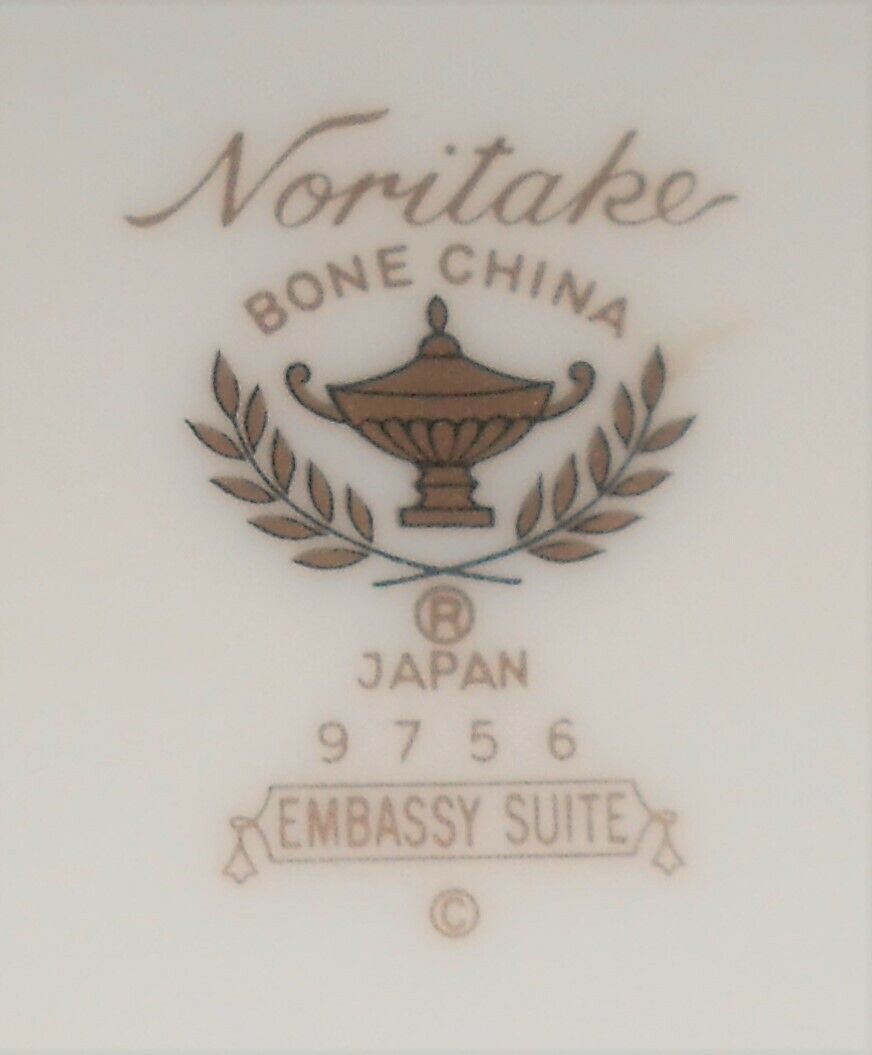 Noritake
BONE CHINA
®
JAPAN
9756
EMBASSY SUITE
©